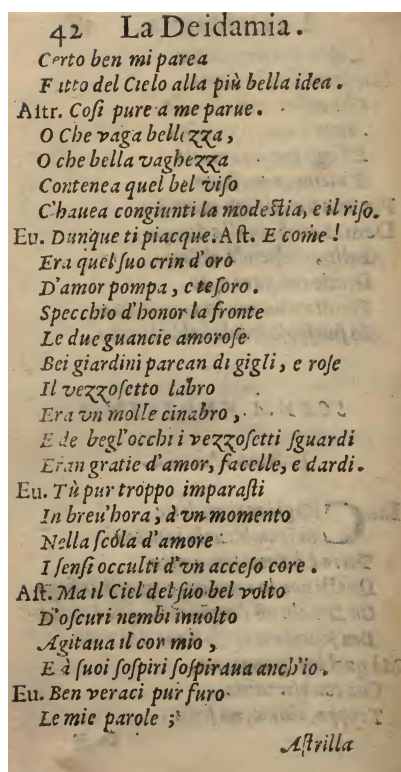 42 La Deidamia.
Certo ben mi parea
Fatto del Cielo alla più bella idea.
Astr. Cosi pure a me parue.
O Che vaga bellezza,
O che bella vaghezza
Contenea quel bel viso
C'hauea congiunti la modestia, e il riso.
Eu. Dunque ti piacque. Ast. E come!
Era quel suo crin d'oro
D'amor pompa, e tesoro.
Specchio d'honor la fronte
Le due guancie amorose
Bei giardini parean di gigli, e rose
Il vezzosetto labro
Era vn molle cinabro,
E de begl'occhi i vezzosetti sguardi
Eran gratie d'amor, facelle, e dardi.
Eu. Tù pur troppo imparasti
In breu'hora, à vn momento
Nella scóla d'amore
I sensi occulti d'vn acceso core.
Ast. Ma il Ciel del suo bel volto
D'oscuri nembi inuolto
Agitaua il cor mio,
E à suoi sospiri sospiraua anch'io.
Eu. Ben veraci pur furo
Le mie parole;
Astrilla